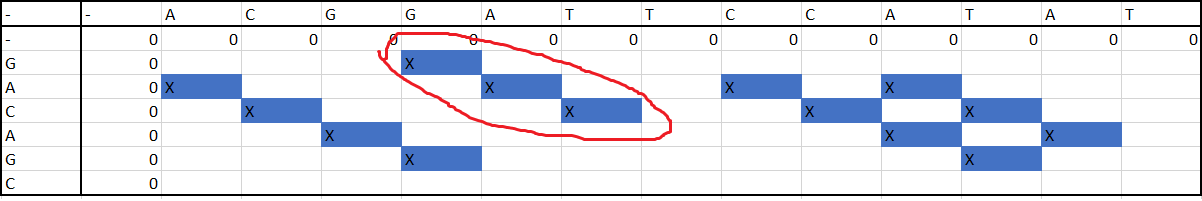 - - A C G G A T T C C A T A T
- 0 0 0 0 0 0 0 0 0 0 0 0 0 0
G 0 X
A 0 X X X X
C 0 X X X X
A 0 X X X
G 0 X X
C 0